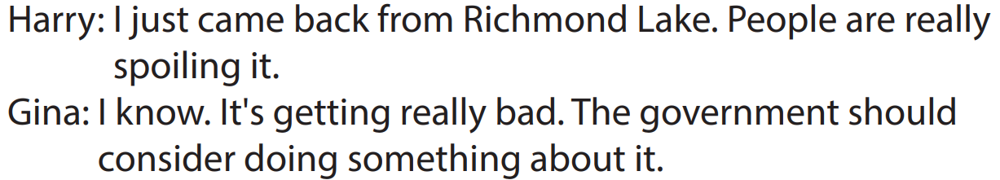 Harry: I just came back from Richmond Lake. People are really
spoiling it.
Gina: I know. It's getting really bad. The government should
consider doing something about it.